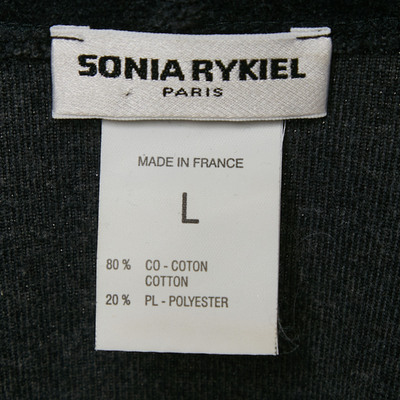 SONIA RYKIEL
PARIS
MADE IN FRANCE
L
80 % CO - COTON
COTTON
20 % PL - POLYESTER